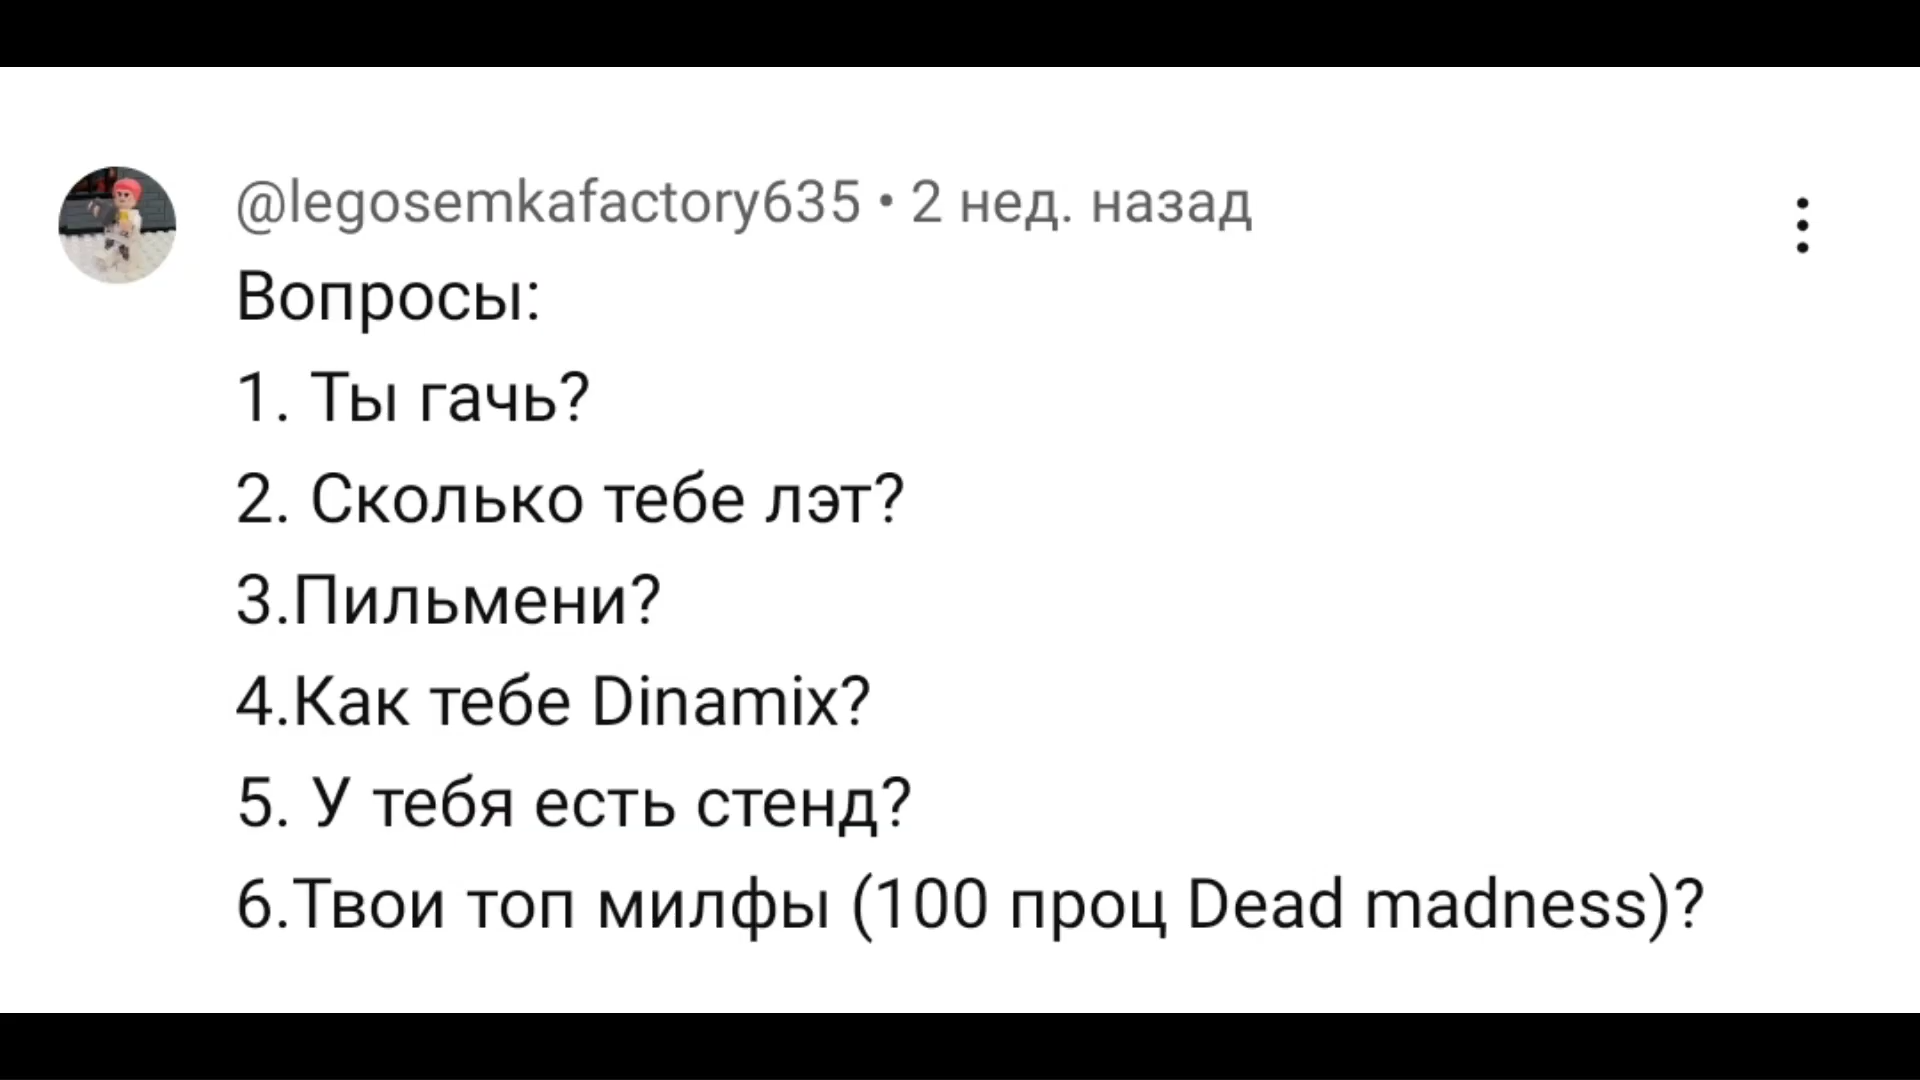 @legosemkafactory635 • 2 нед. назад
Вопросы:
1. Ты гачь?
2. Сколько тебе лэт?
3.Пильмени?
4.Как тебе Dinamix?
5. У тебя есть стенд?
6.Твои топ милфы (100 проц Dead madness)?